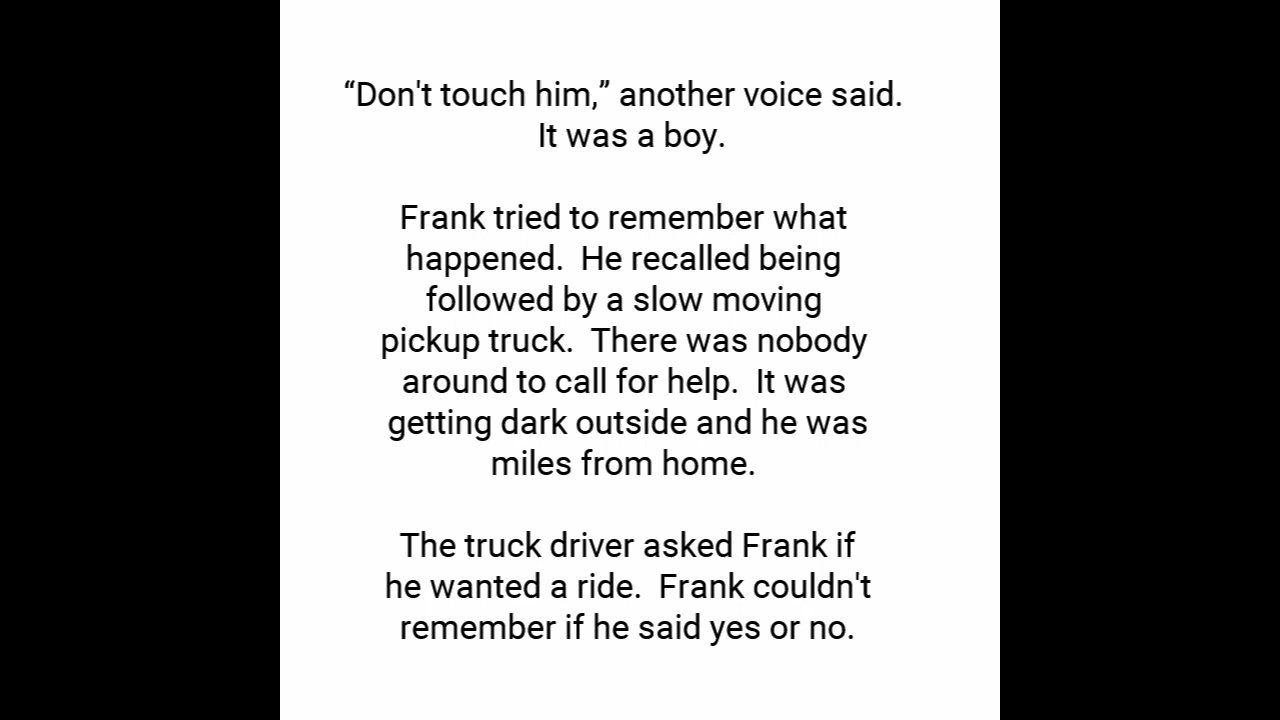 “Don't touch him,” another voice said.
It was a boy.
Frank tried to remember what
happened.  He recalled being
followed by a slow moving
pickup truck.  There was nobody
around to call for help.  It was
getting dark outside and he was
miles from home.
The truck driver asked Frank if
he wanted a ride.  Frank couldn't
remember if he said yes or no.